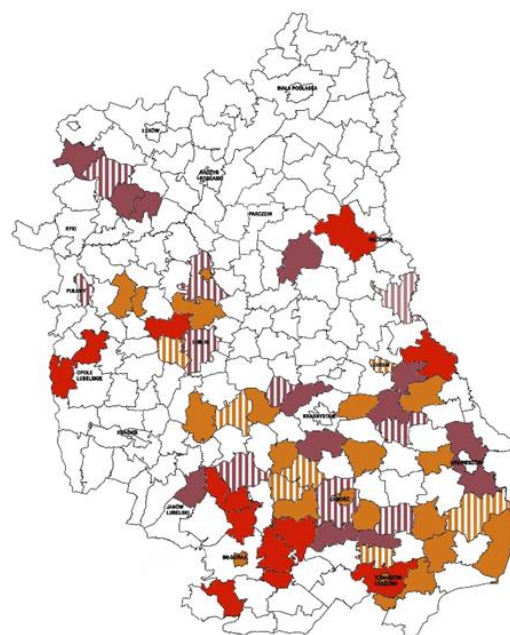 BIAŁA PODLASKA
ŁUKÓW
RADZYŃ
PODLASKI
PARCZEW
RYKI
WŁODAWA
PUŁAWY
LUBLIN
CHEŁM
OPOLE
LUBELSKIE
KRASNYSTAW
KRAŚNIK
HRUBIESZÓW
ZAMOŚĆ
JANÓW
LUBELSKI
BIŁGORAJ
TOMASZÓW
LUBELSKI